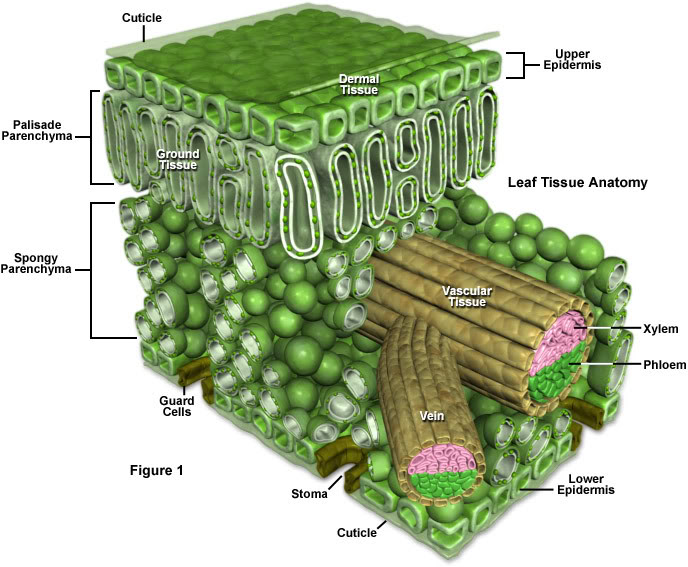 Cuticle
Upper
Epidermis
Dermal
Tissue
Palisade
Parenchyma
Ground
Tissue
Leaf Tissue Anatomy
Spongy
Parenchyma
Vascular
Tissue
Xylem
Phloem
Guard
Cells
Vein
Figure 1
Stoma
Lower
Epidermis
Cuticle